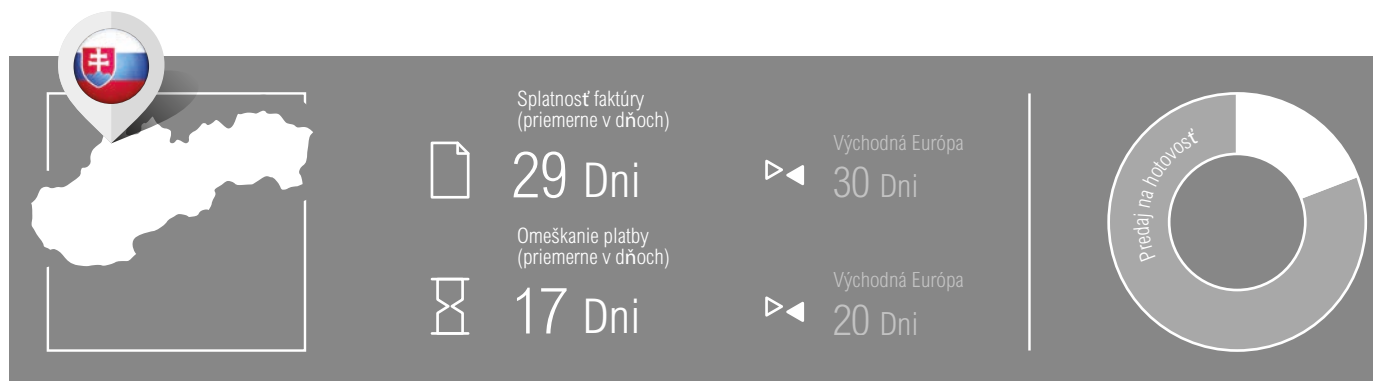 Splatnosť faktúry
(priemerne v dňoch)
29 Dni
Východná Európa
30 Dni
Omeškanie platby
(priemerne v dňoch)
17 Dni
Východná Európa
20 Dni
Predaj na hotovosť